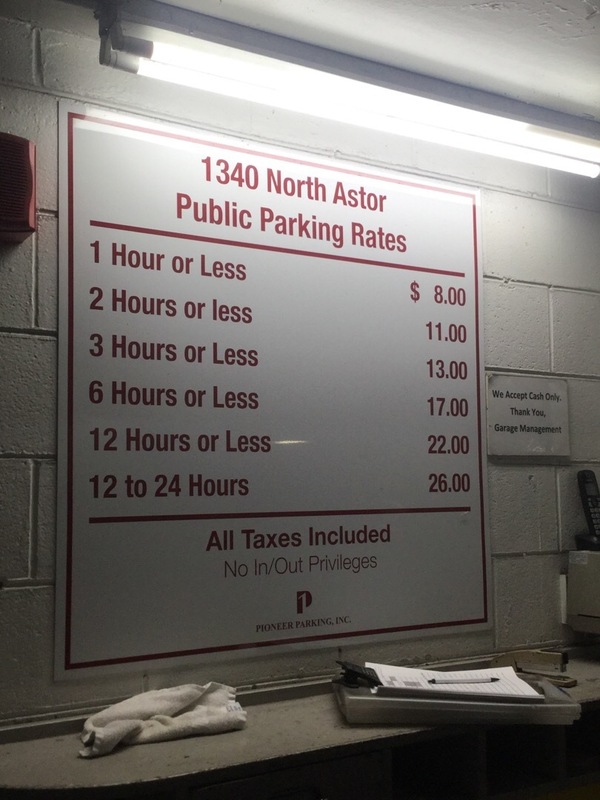 1340 North Astor
Public Parking Rates
1 Hour or Less $ 8.00
2 Hours or less 11.00
3 Hours or Less 13.00
6 Hours or Less 17.00
12 Hours or Less 22.00
12 to 24 Hours 26.00
All Taxes Included
No In/Out Privileges
PIONEER PARKING, INC.
We Accept Cash Only.
Thank You,
Garage Management